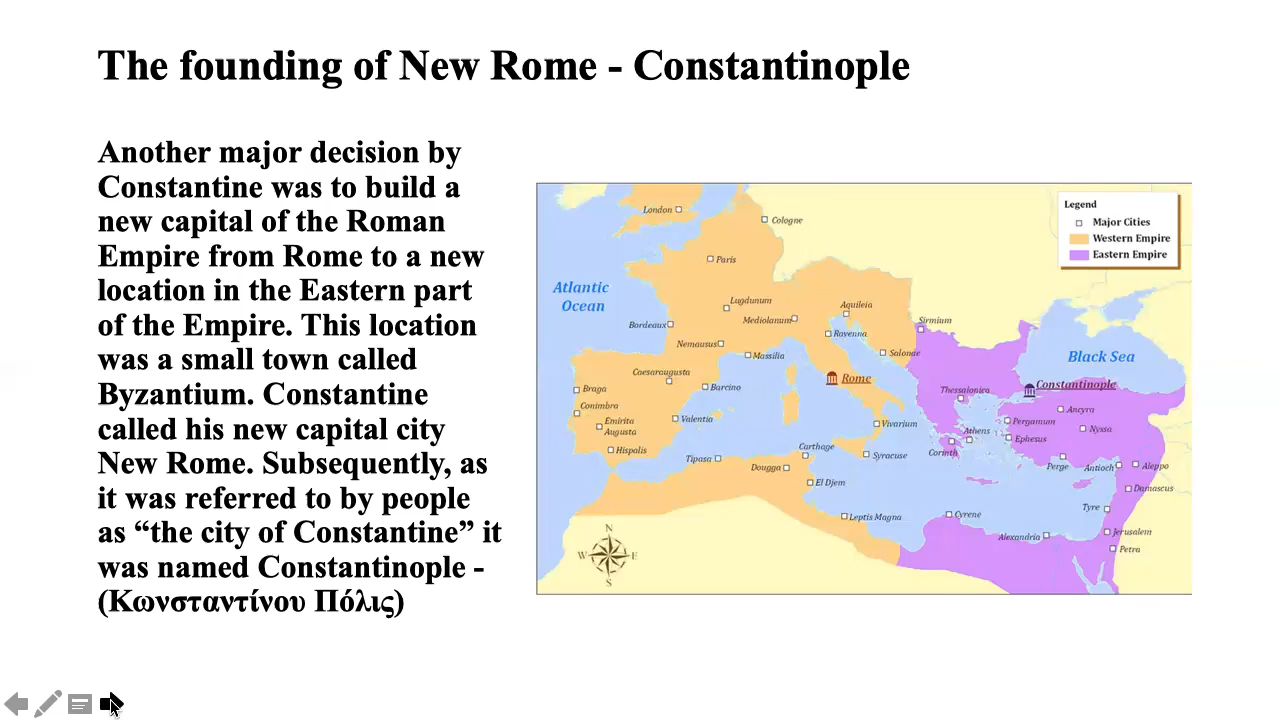 The founding of New Rome - Constantinople
Another major decision by
Constantine was to build a
new capital of the Roman
Empire from Rome to a new
location in the Eastern part
of the Empire. This location
was a small town called
Byzantium. Constantine
called his new capital city
New Rome. Subsequently, as
it was referred to by people
as “the city of Constantine” it
was named Constantinople -
(Κωνσταντίνου Πόλις)
Legend
Major Cities
Western Empire
Eastern Empire
London
Cologne
Paris
Atlantic
Ocean
Lugdunum
Aquileia
Mediolanum
Bordeaux
Ravenna
Sirmium
Nemausus
Massilia
Salonae
Black Sea
Caesaraugusta
Rome
Constantinople
Braga
Barcino
Thessalonica
Conimbra
Ancyra
Emirita
Augusta
Valentia
Vivarium
Pergamum
Nyssa
Athens
Ephesus
Hispalis
Carthage
Corinth
Tipasa
Syracuse
Dougga
Perge
Antioch
Aleppo
El Djem
Damascus
Leptis Magna
Cyrene
Tyre
Alexandria
Jerusalem
Petra
N
W
E
S